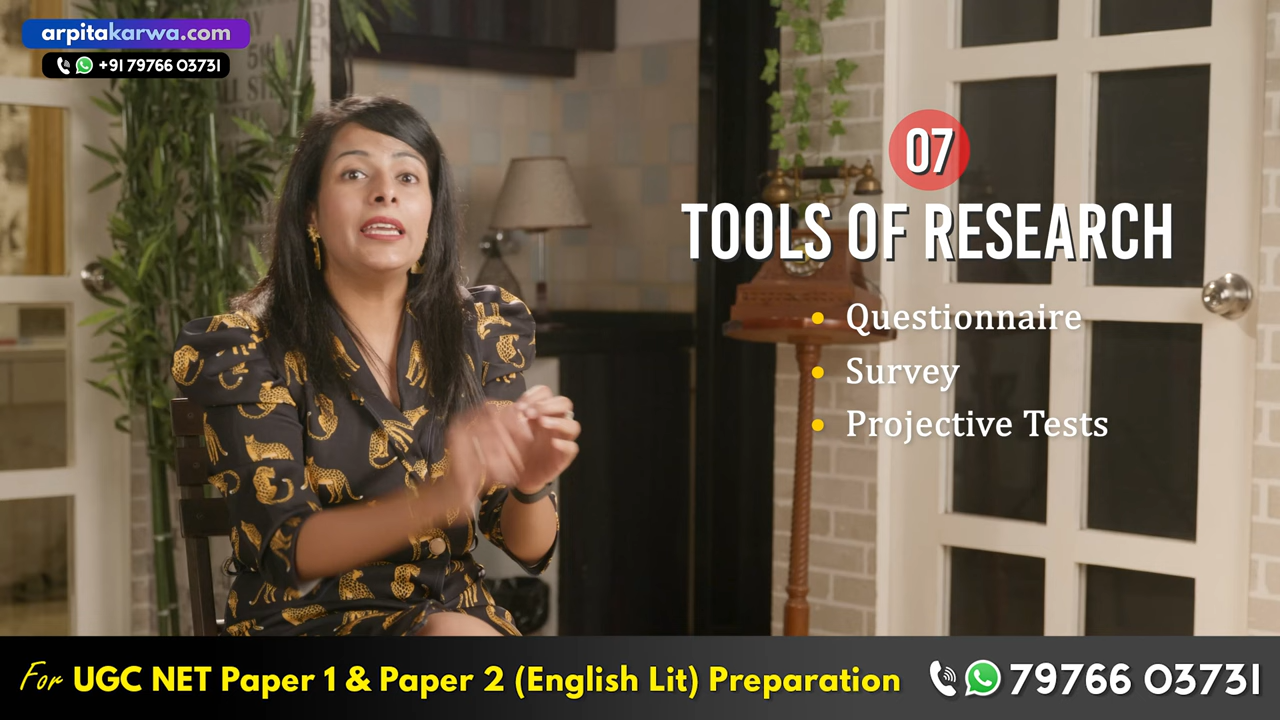 arpitakarwa.com
+91 79766 03731
07
TOOLS OF RESEARCH
• Questionnaire
• Survey
• Projective Tests
For UGC NET Paper 1 & Paper 2 (English Lit) Preparation
79766 03731